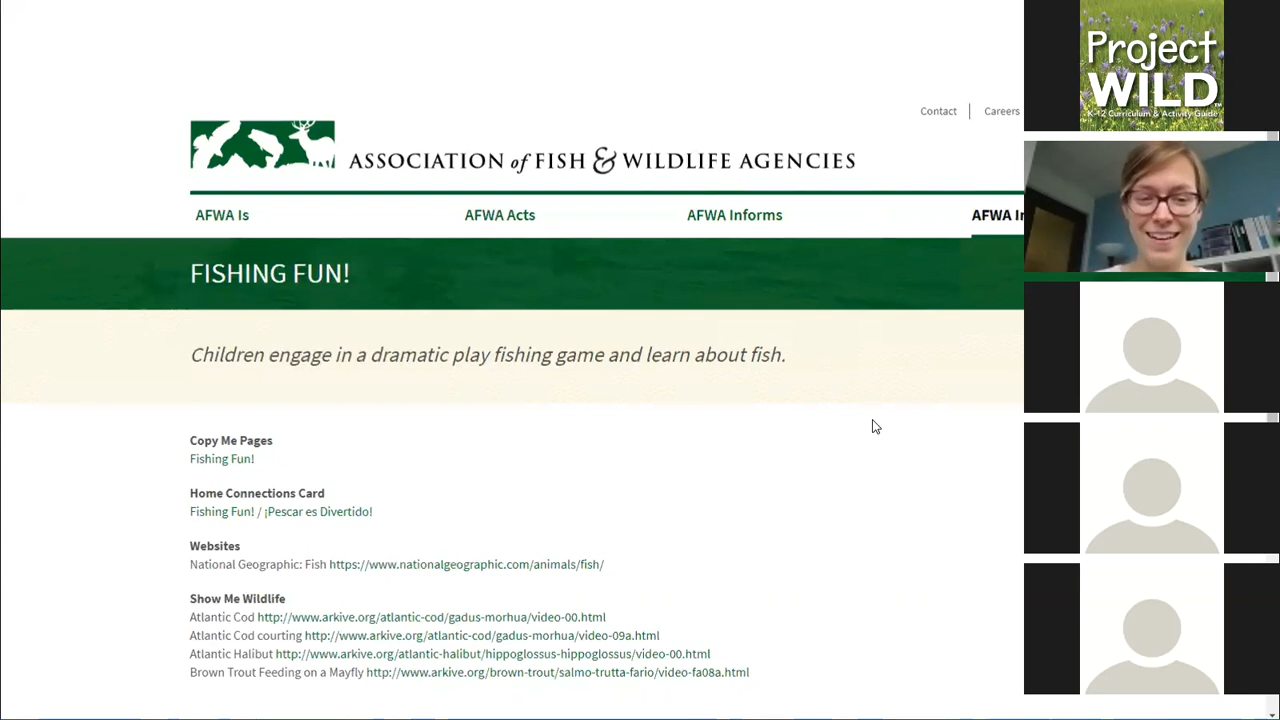 Project
WILD™
K-12 Curriculum & Activity Guide
Contact
Careers
ASSOCIATION of FISH & WILDLIFE AGENCIES
AFWA Is
AFWA Acts
AFWA Informs
AFWA
FISHING FUN!
Children engage in a dramatic play fishing game and learn about fish.
Copy Me Pages
Fishing Fun!
Home Connections Card
Fishing Fun! / ¡Pescar es Divertido!
Websites
National Geographic: Fish https://www.nationalgeographic.com/animals/fish/
Show Me Wildlife
Atlantic Cod http://www.arkive.org/atlantic-cod/gadus-morhua/video-00.html
Atlantic Cod courting http://www.arkive.org/atlantic-cod/gadus-morhua/video-09a.html
Atlantic Halibut http://www.arkive.org/atlantic-halibut/hippoglossus-hippoglossus/video-00.html
Brown Trout Feeding on a Mayfly http://www.arkive.org/brown-trout/salmo-trutta-fario/video-fa08a.html